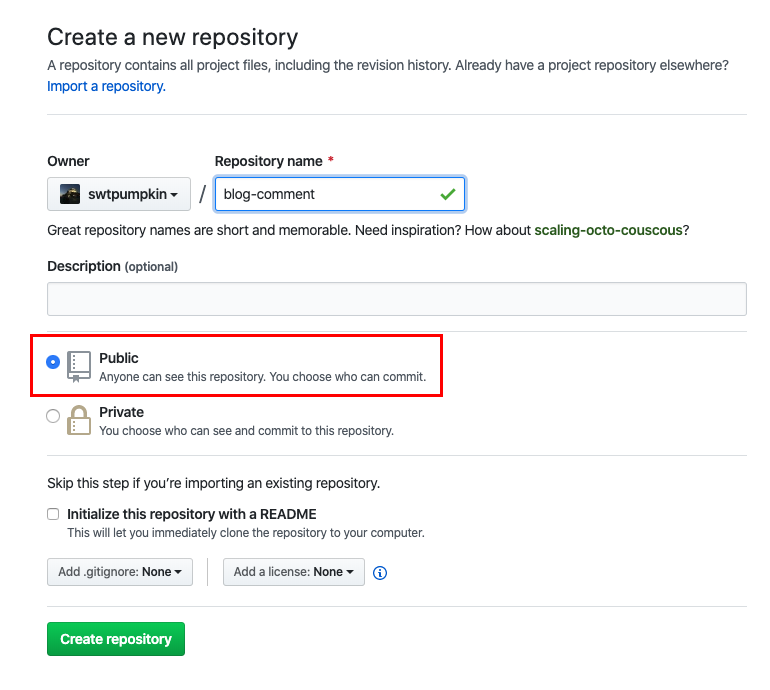 Create a new repository
A repository contains all project files, including the revision history. Already have a project repository elsewhere?
Import a repository.
Owner
Repository name *
swtpumpkin
/
blog-comment
Great repository names are short and memorable. Need inspiration? How about scaling-octo-couscous?
Description (optional)
Public
Anyone can see this repository. You choose who can commit.
Private
You choose who can see and commit to this repository.
Skip this step if you’re importing an existing repository.
Initialize this repository with a README
This will let you immediately clone the repository to your computer.
Add .gitignore: None
Add a license: None
Create repository